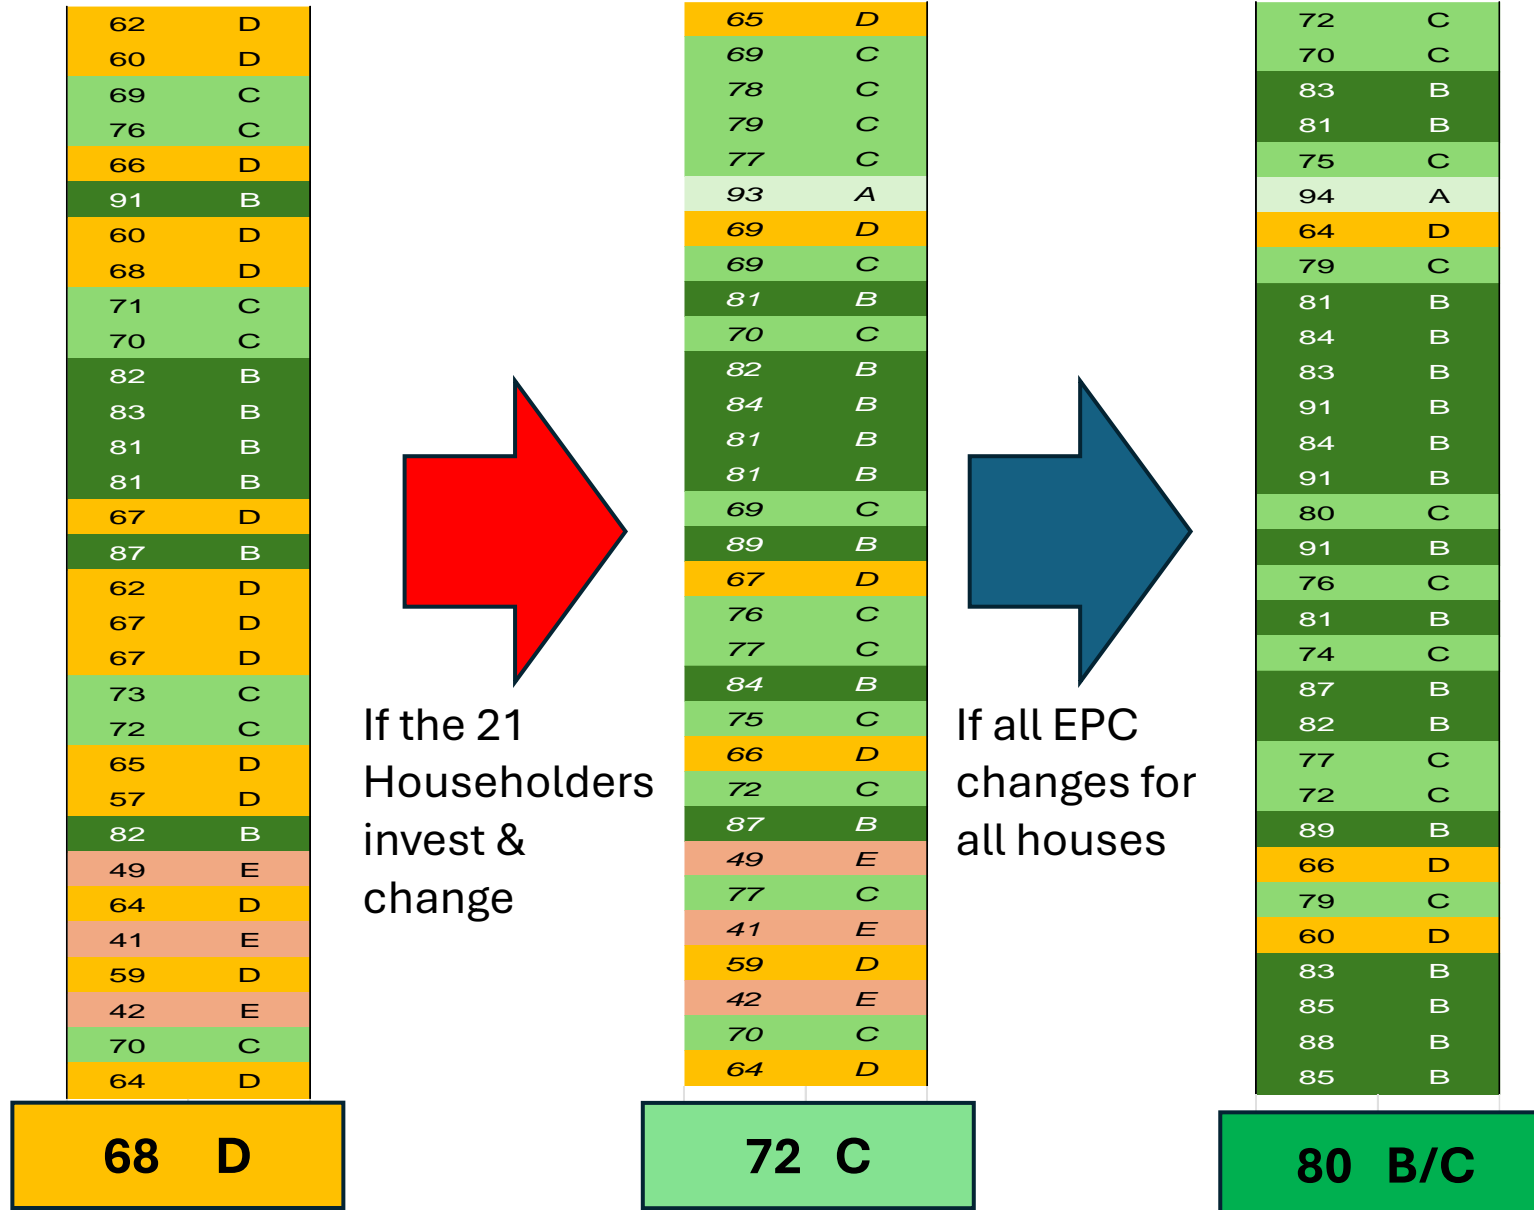 62 D
60 D
69 C
76 C
66 D
91 B
60 D
68 D
71 C
70 C
82 B
83 B
81 B
81 B
67 D
87 B
62 D
67 D
67 D
73 C
72 C
65 D
57 D
82 B
49 E
64 D
41 E
59 D
42 E
70 C
64 D
68 D
If the 21
Householders
invest &
change
65 D
69 C
78 C
79 C
77 C
93 A
69 D
69 C
81 B
70 C
82 B
84 B
81 B
81 B
69 C
89 B
67 D
76 C
77 C
84 B
75 C
66 D
72 C
87 B
49 E
77 C
41 E
59 D
42 E
70 C
64 D
72 C
If all EPC
changes for
all houses
72 C
70 C
83 B
81 B
75 C
94 A
64 D
79 C
81 B
84 B
83 B
91 B
84 B
91 B
80 C
91 B
76 C
81 B
74 C
87 B
82 B
77 C
72 C
89 B
66 D
79 C
60 D
83 B
85 B
88 B
85 B
80 B/C